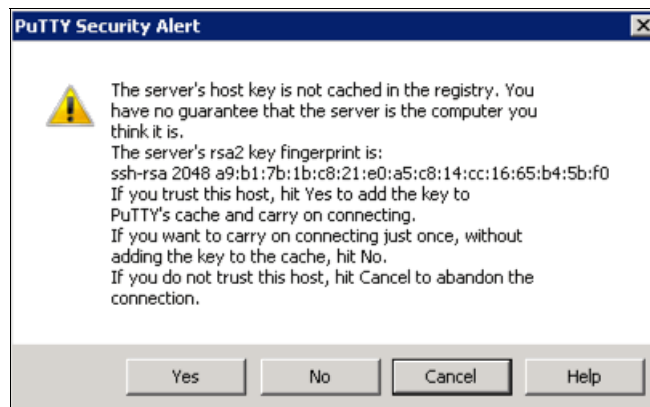 PuTTY Security Alert
The server's host key is not cached in the registry. You
have no guarantee that the server is the computer you
think it is.
The server's rsa2 key fingerprint is:
ssh-rsa 2048 a9:b1:7b:1b:c8:21:e0:a5:c8:14:cc:16:65:b4:5b:f0
If you trust this host, hit Yes to add the key to
PuTTY's cache and carry on connecting.
If you want to carry on connecting just once, without
adding the key to the cache, hit No.
If you do not trust this host, hit Cancel to abandon the
connection.
Yes No Cancel Help